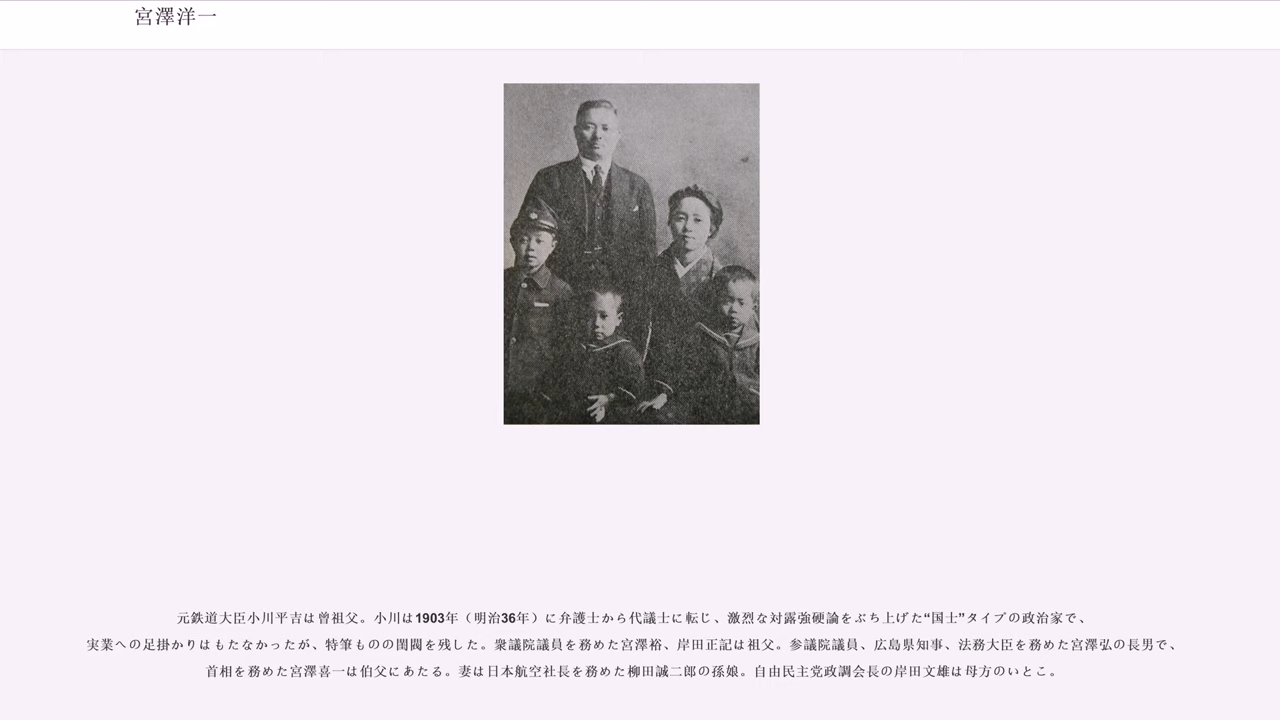 宮澤洋一
元鉄道大臣小川平吉は曾祖父。小川は1903年（明治36年）に弁護士から代議士に転じ、激烈な対露強硬論をぶち上げた“国士”タイプの政治家で、
実業への足掛かりはもたなかったが、特筆ものの閨閥を残した。衆議院議員を務めた宮澤裕、岸田正記は祖父。参議院議員、広島県知事、法務大臣を務めた宮澤弘の長男で、
首相を務めた宮澤喜一は伯父にあたる。妻は日本航空社長を務めた柳田誠二郎の孫娘。自由民主党政調会長の岸田文雄は母方のいとこ。